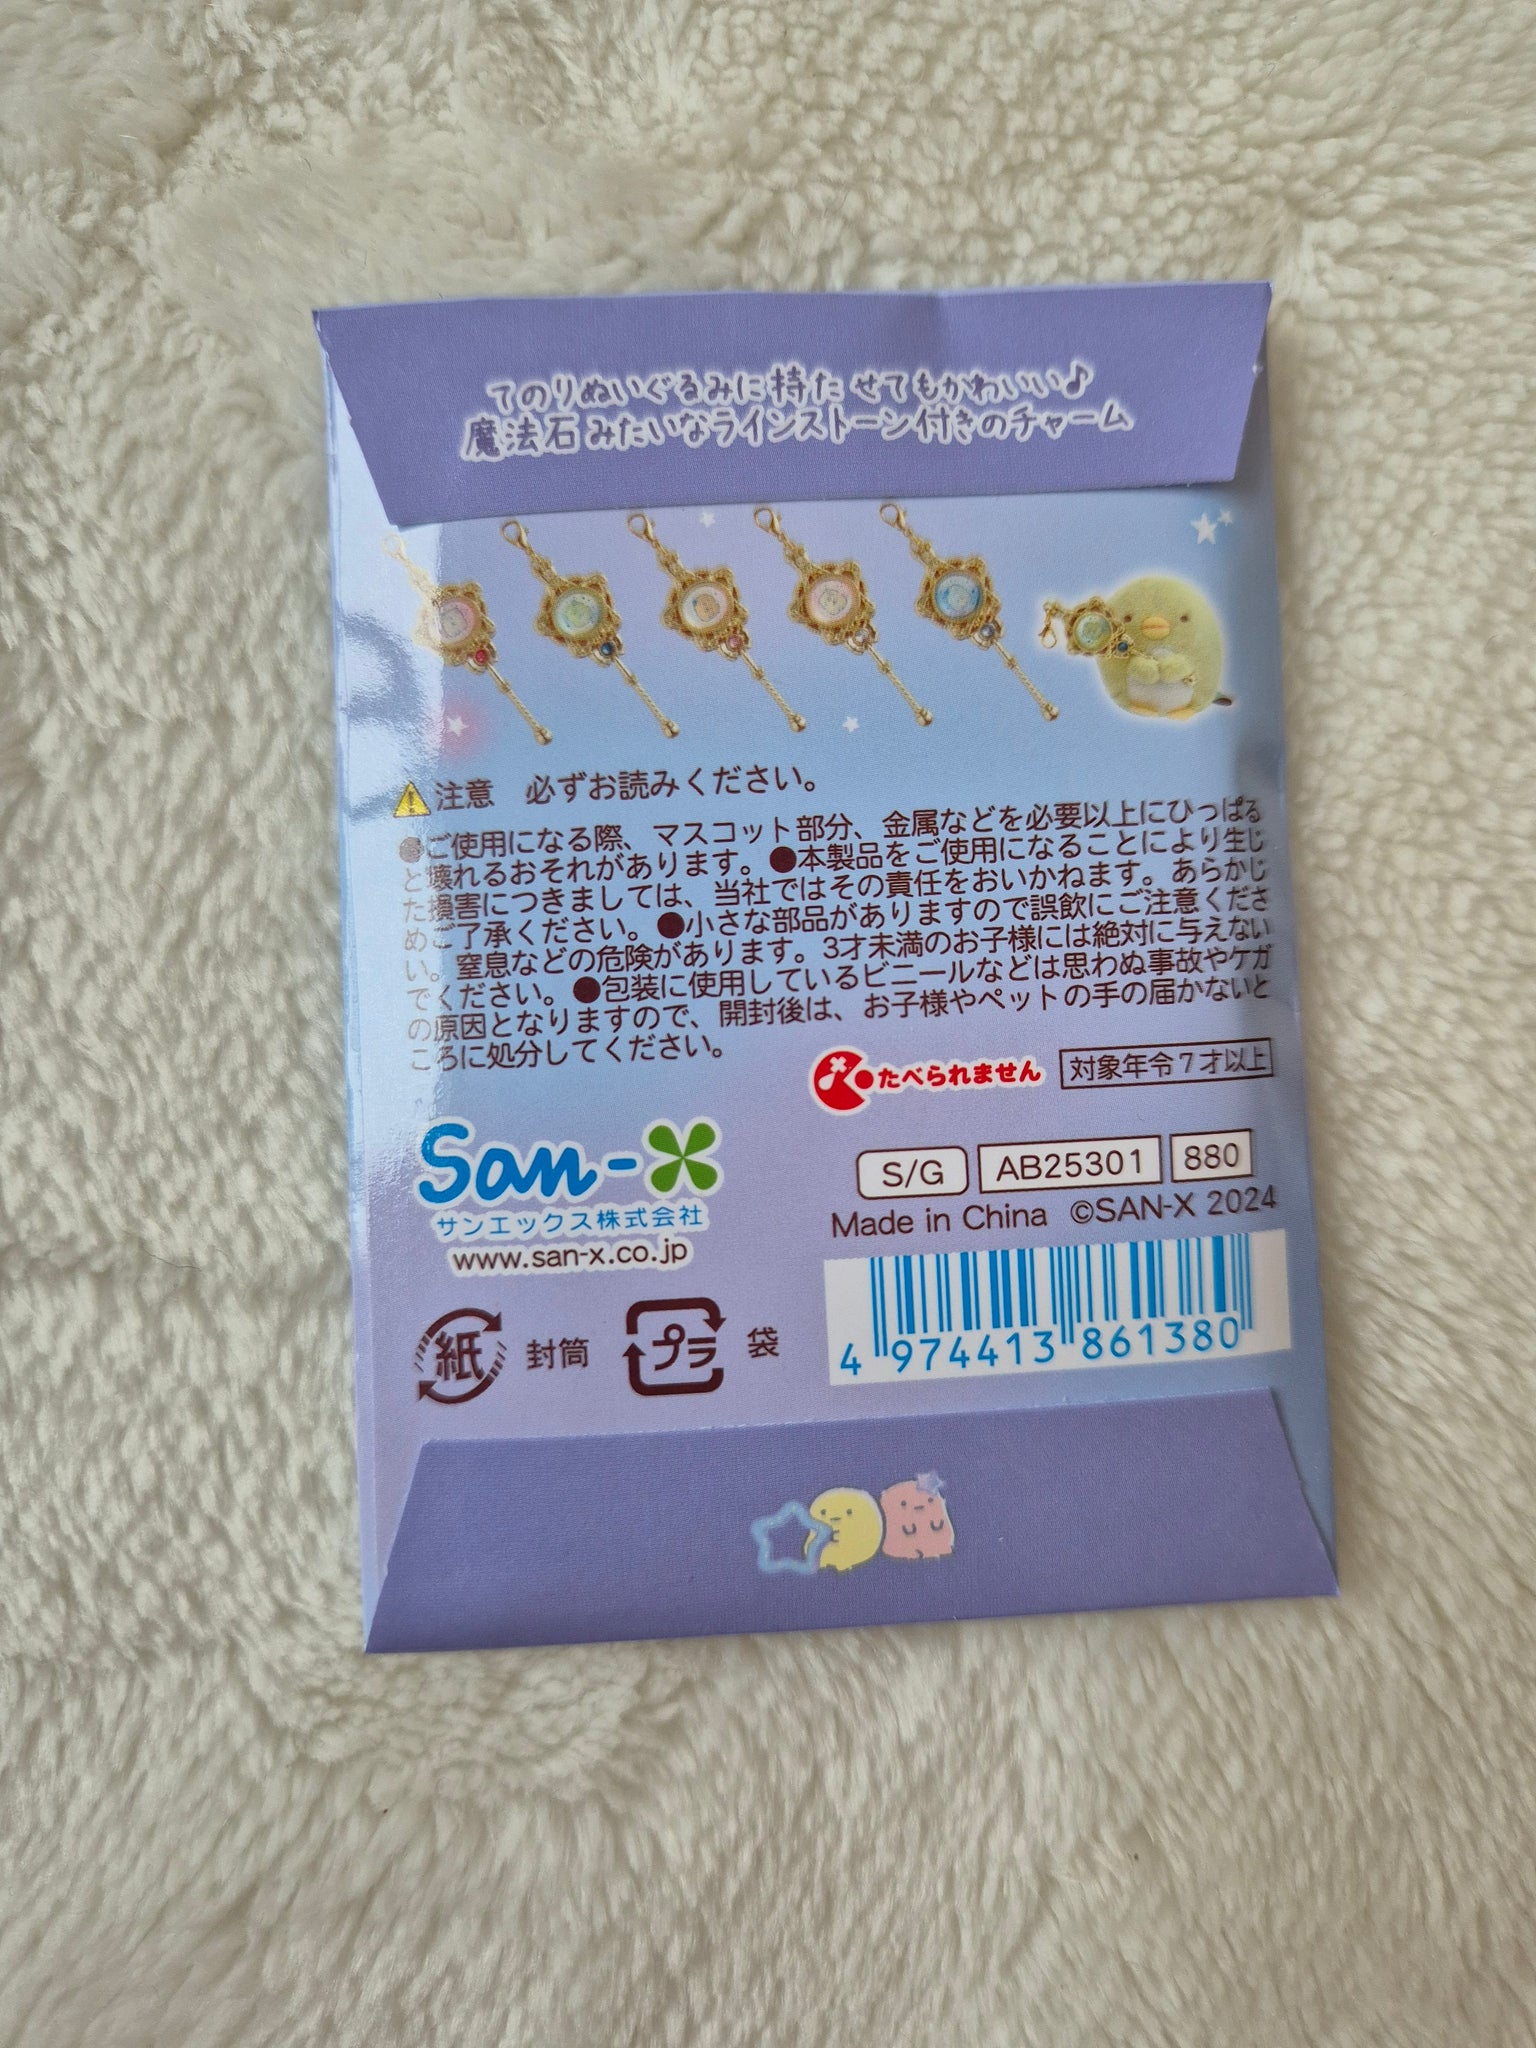 てのりぬいぐるみに持たせてもかわいい♪
魔法石みたいなラインストーン付きのチャーム
注意 必ずお読みください。
●ご使用になる際、マスコット部分、金属などを必要以上にひっぱる
と壊れるおそれがあります。●本製品をご使用になることにより生じ
た損害につきましては、当社ではその責任をおいかねます。あらかじ
めご了承ください。●小さな部品がありますので誤飲にご注意くださ
い。窒息などの危険があります。3才未満のお子様には絶対に与えない
でください。●包装に使用しているビニールなどは思わぬ事故やケガ
の原因となりますので、開封後は、お子様やペットの手の届かないと
ころに処分してください。
たべられません
対象年令7才以上
San-X
サンエックス株式会社
www.san-x.co.jp
S/G AB25301 880
Made in China ©SAN-X 2024
紙 封筒 プラ 袋
4 974413 861380